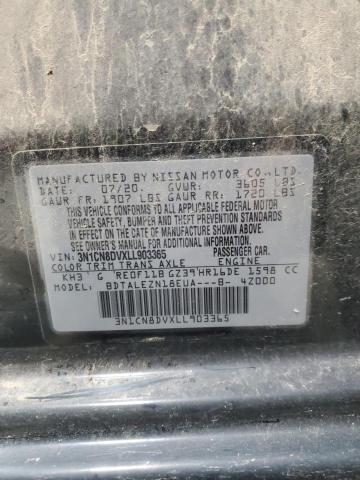 MANUFACTURED BY NISSAN MOTOR CO., LTD.
DATE: 07/20. GVWR: 3605 LBS
GAWR FR: 1907 LBS GAWR RR: 1720 LBS
THIS VEHICLE CONFORMS TO ALL APPLICABLE FEDERAL
MOTOR VEHICLE SAFETY, BUMPER, AND THEFT PREVENTION
STANDARDS IN EFFECT ON THE DATE OF MANUFACTURE SHOWN ABOVE.
SEE OWNER'S MANUAL FOR ADDITIONAL INFORMATION.
VIN: 3N1CN8DVXLL903365 PASSENGER CAR
COLOR TRIM TRANS AXLE ENGINE
KH3 G RE0F11B GZ39 HR16DE 1598 CC
MODEL BDTALEZN18EUA---B- 4Z000
3N1CN8DVXLL903365